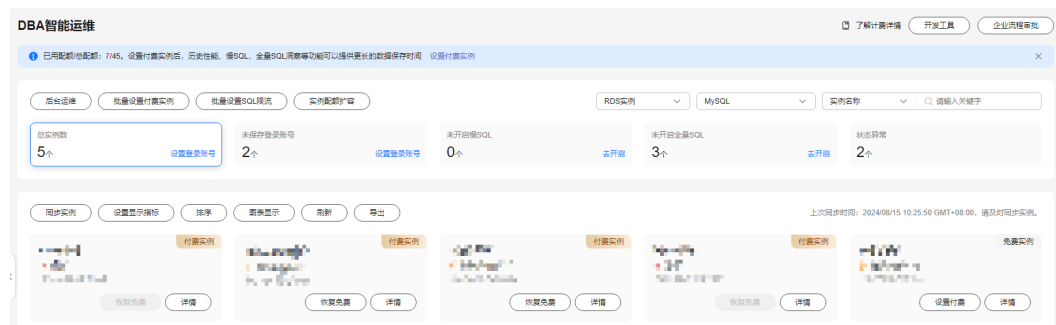 DBA智能运维
了解计费详情 开发工具 企业流程审批
已用配额/总配额：7/45。设置付费实例后，历史性能、慢SQL、全量SQL洞察等功能可以提供更长的数据保存时间 设置付费实例
后台运维 批量设置付费实例 批量设置SQL限流 实例配额扩容 RDS实例 MySQL 实例名称 请输入关键字
总实例数 未保存登录账号 未开启慢SQL 未开启全量SQL 状态异常
5个 设置登录账号 2个 设置登录账号 0个 去开启 3个 去开启 2个
同步实例 设置显示指标 排序 图表显示 刷新 导出 上次同步时间：2024/08/15 10:25:50 GMT+08:00，请及时同步实例。
付费实例 付费实例 付费实例 付费实例 免费实例
恢复免费 详情 恢复免费 详情 恢复免费 详情 恢复免费 详情 设置付费 详情